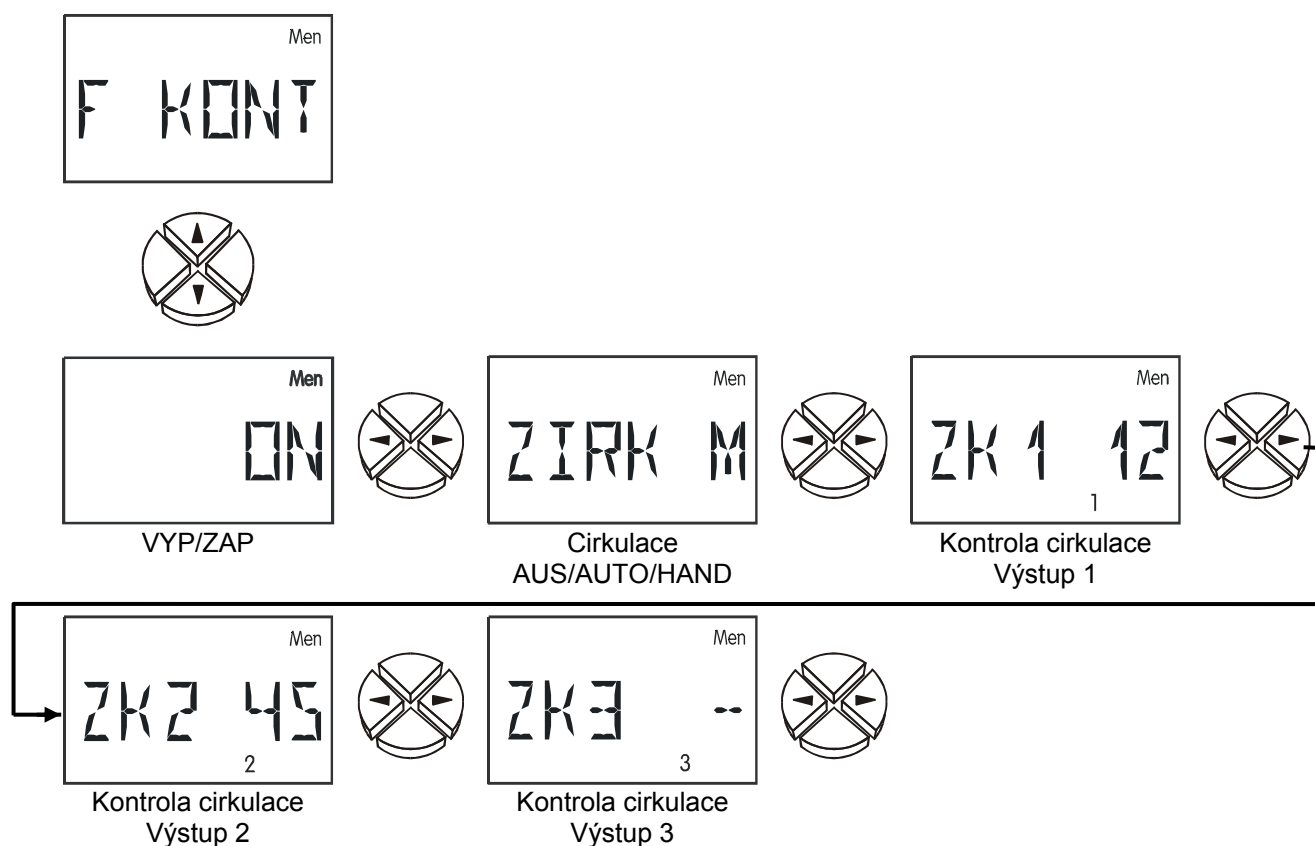 Men
F KONT
Men
ON
VYP/ZAP
Men
ZIRK M
Cirkulace
AUS/AUTO/HAND
Men
ZK1 12
1
Kontrola cirkulace
Výstup 1
Men
ZK2 45
2
Kontrola cirkulace
Výstup 2
Men
ZK3 --
3
Kontrola cirkulace
Výstup 3